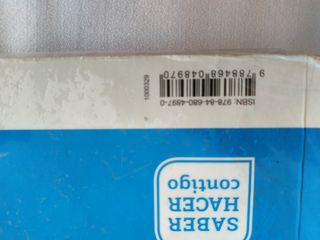 SABER
HACER
contigo
ISBN: 978-84-680-4897-0
9 788468 048970
1000329